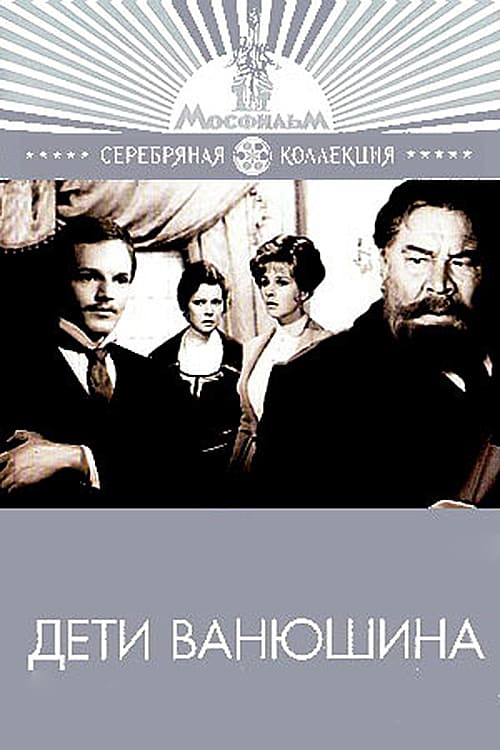 МОСФИЛЬМ
СЕРЕБРЯНАЯ КОЛЛЕКЦИЯ
ДЕТИ ВАНЮШИНА